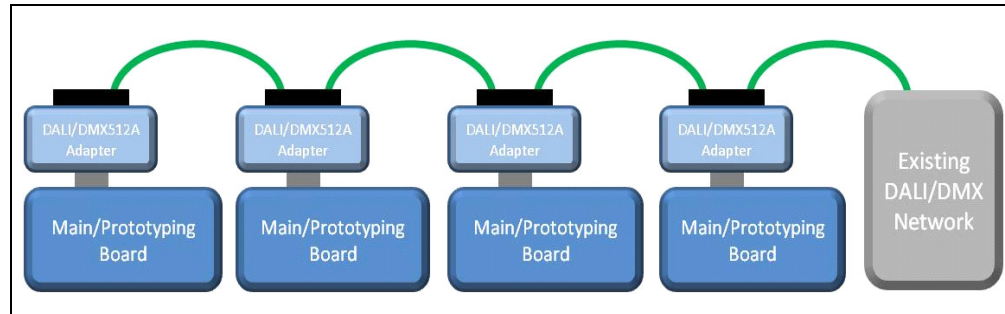 DALI/DMX512A
Adapter
DALI/DMX512A
Adapter
DALI/DMX512A
Adapter
DALI/DMX512A
Adapter
Existing
DALI/DMX
Network
Main/Prototyping
Board
Main/Prototyping
Board
Main/Prototyping
Board
Main/Prototyping
Board